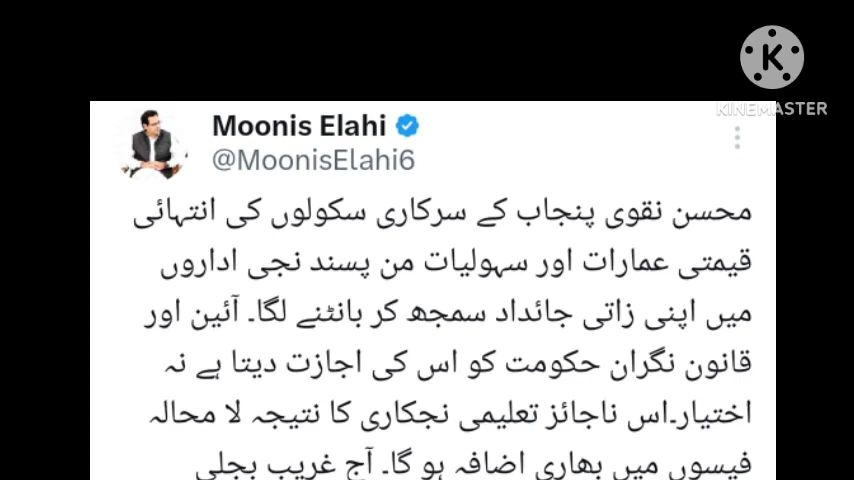 KINEMASTER
Moonis Elahi
@MoonisElahi6
محسن نقوی پنجاب کے سرکاری سکولوں کی انتہائی
قیمتی عمارات اور سہولیات من پسند نجی اداروں
میں اپنی زاتی جائداد سمجھ کر بانٹنے لگا۔ آئین اور
قانون نگران حکومت کو اس کی اجازت دیتا ہے نہ
اختیار۔اس ناجائز تعلیمی نجکاری کا نتیجہ لا محالہ
فیسوں میں بھاری اضافہ ہو گا۔ آج غریب بجلی